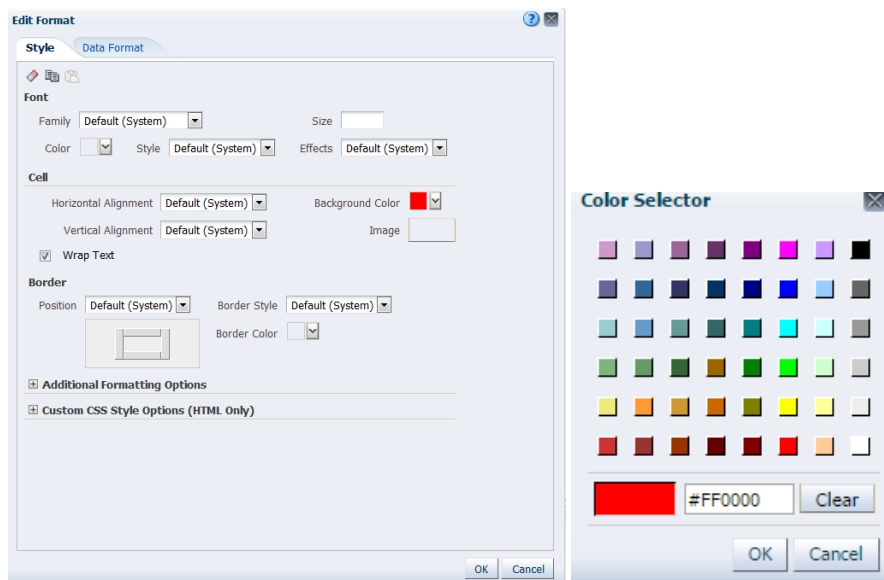 Edit Format
Style Data Format
Font
Family Default (System) Size
Color Style Default (System) Effects Default (System)
Cell
Horizontal Alignment Default (System) Background Color
Vertical Alignment Default (System) Image
Wrap Text
Border
Position Default (System) Border Style Default (System)
Border Color
Additional Formatting Options
Custom CSS Style Options (HTML Only)
OK Cancel
Color Selector
#FF0000 Clear
OK Cancel